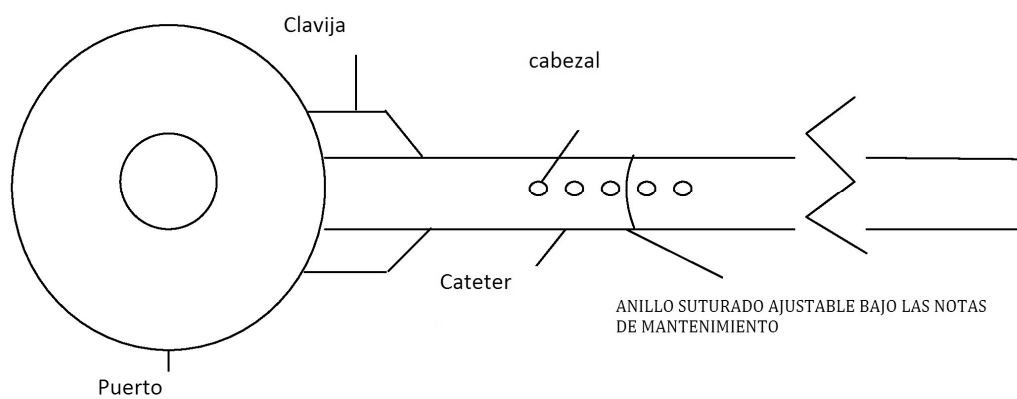 Clavija
cabezal
Cateter
ANILLO SUTURADO AJUSTABLE BAJO LAS NOTAS
DE MANTENIMIENTO
Puerto